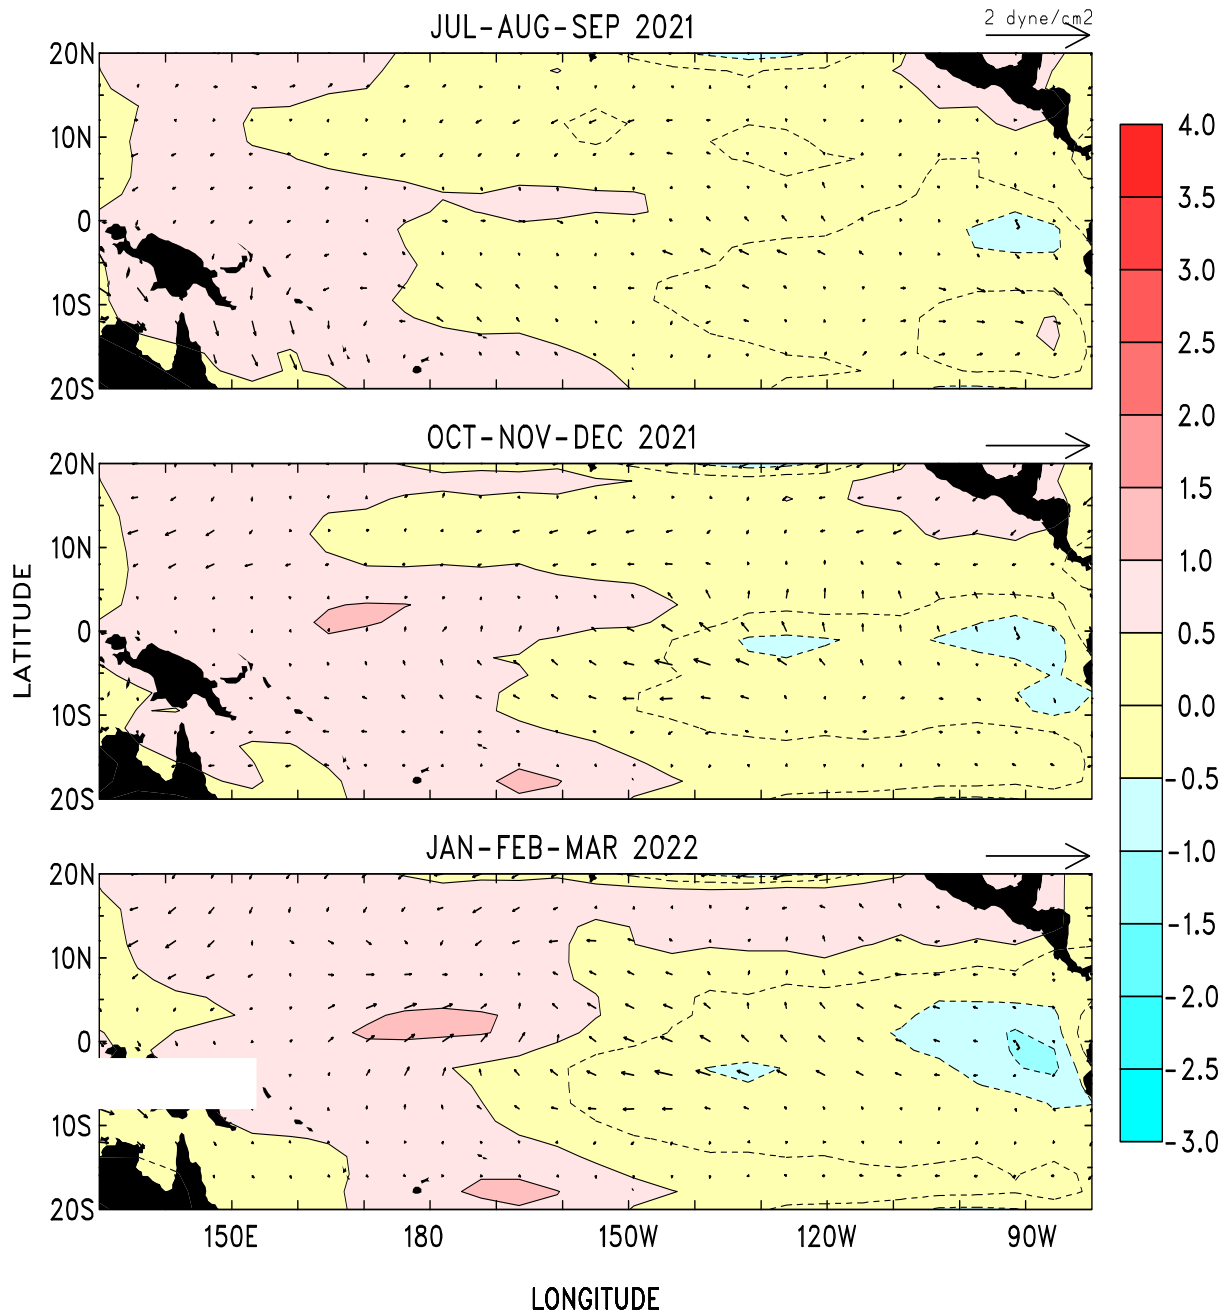 JUL-AUG-SEP 2021
2 dyne/cm2
20N
10N
0
10S
20S
OCT-NOV-DEC 2021
20N
10N
0
10S
20S
JAN-FEB-MAR 2022
20N
10N
0
10S
20S
150E 180 150W 120W 90W
LATITUDE
LONGITUDE
4.0
3.5
3.0
2.5
2.0
1.5
1.0
0.5
0.0
-0.5
-1.0
-1.5
-2.0
-2.5
-3.0